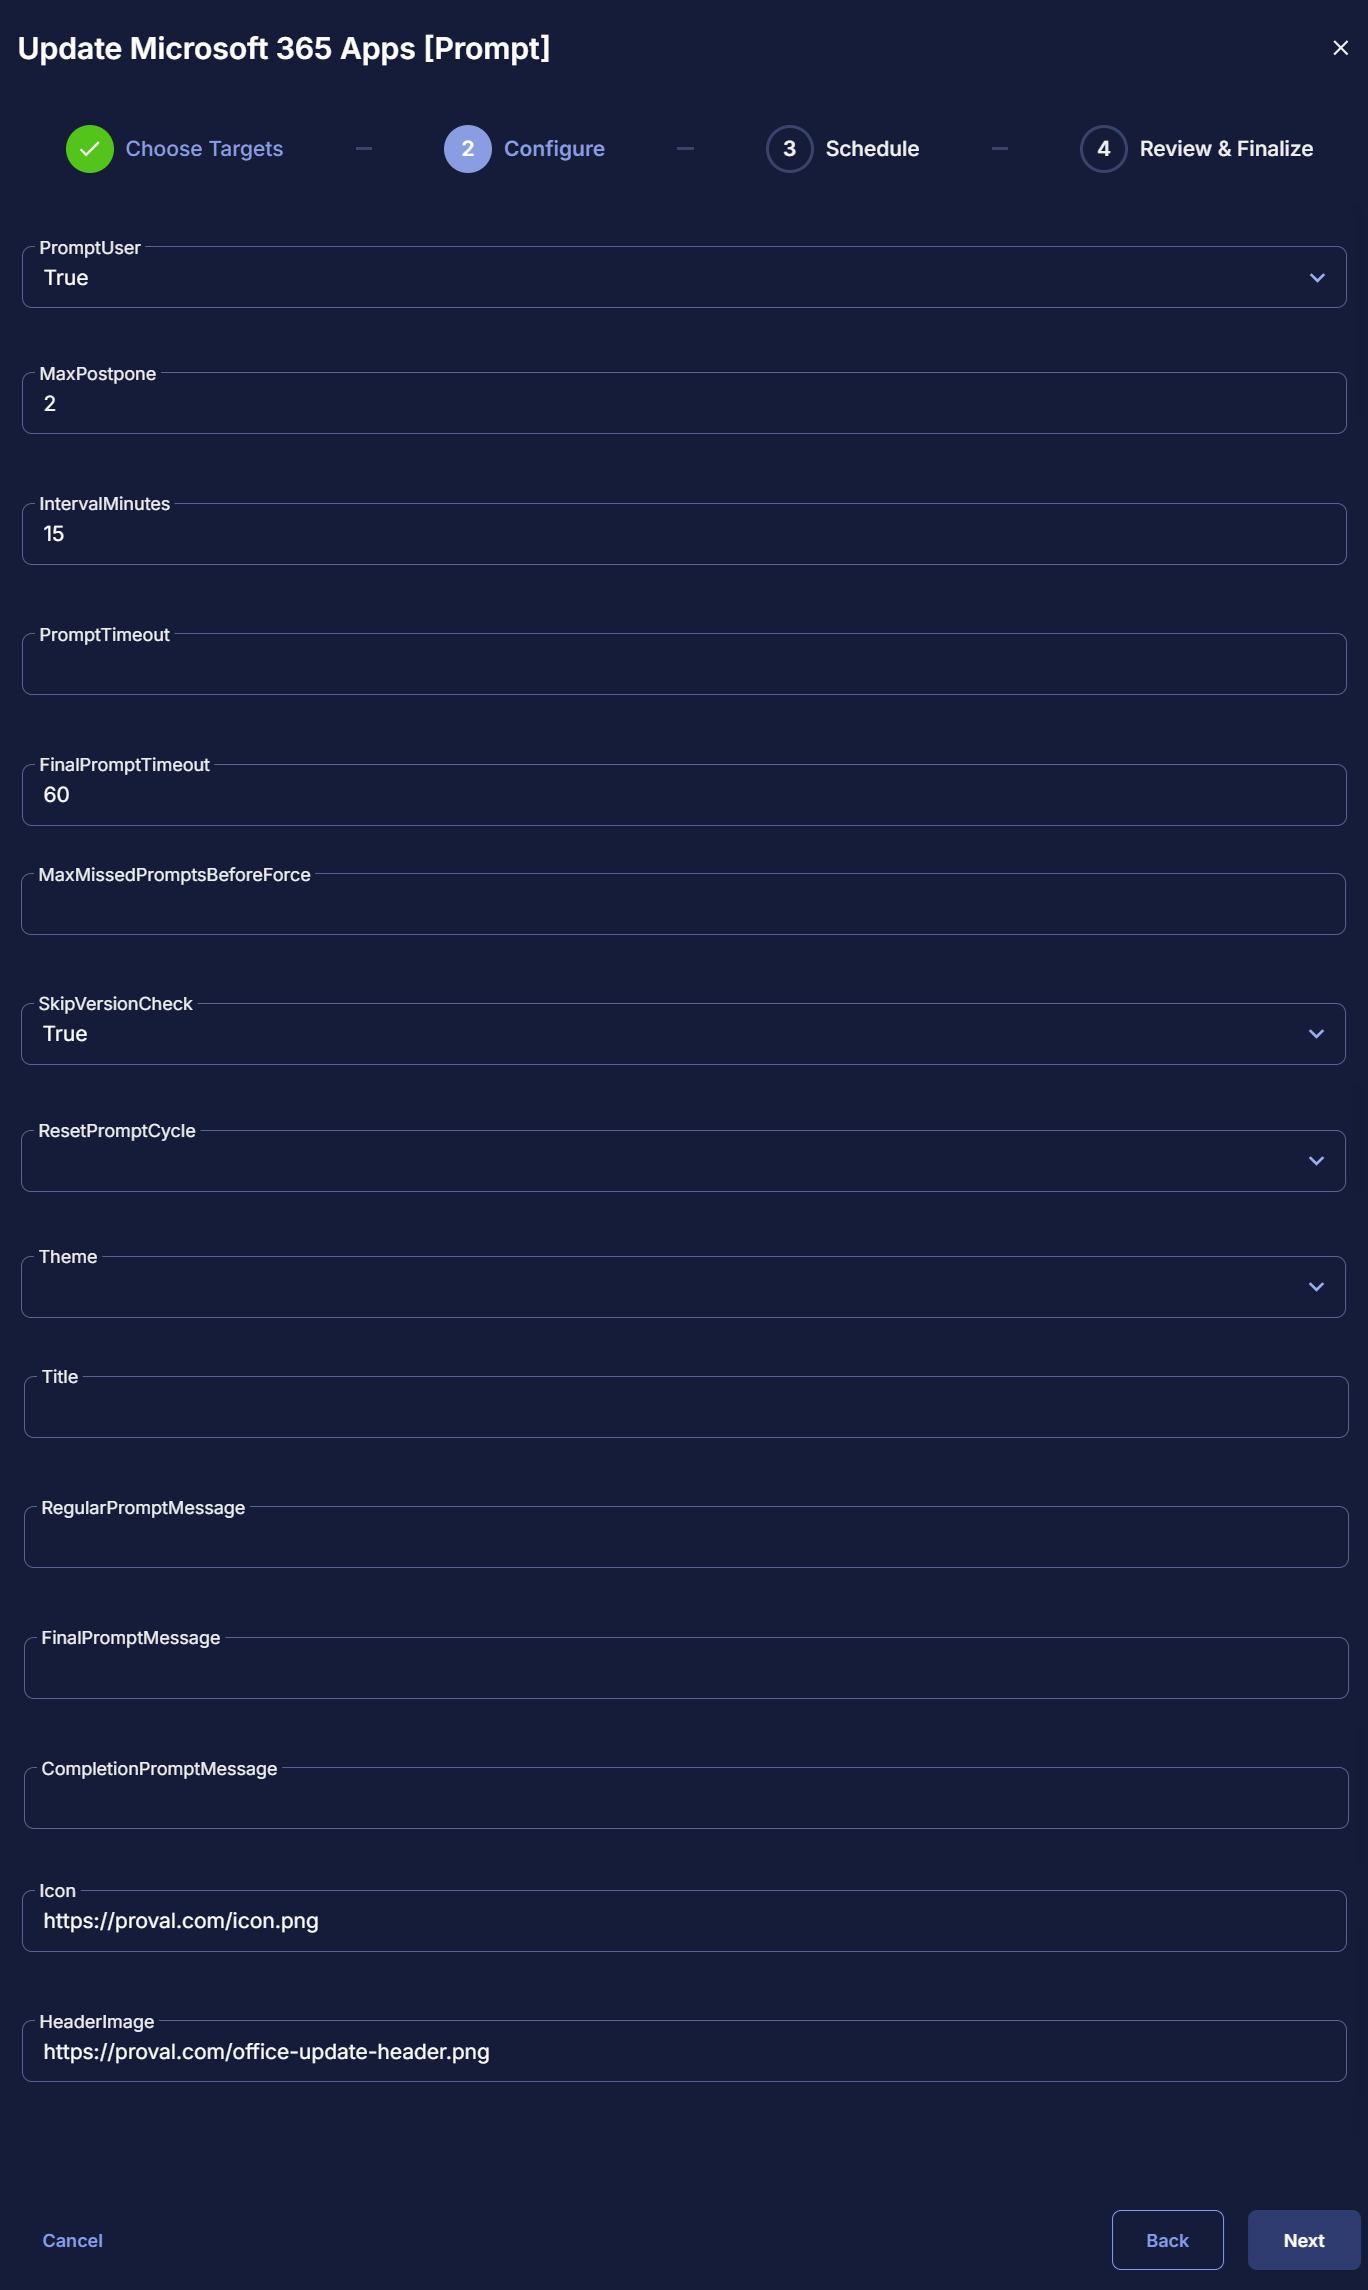 Update Microsoft 365 Apps [Prompt]
Choose Targets
2 Configure
3 Schedule
4 Review & Finalize
PromptUser
True
MaxPostpone
2
IntervalMinutes
15
PromptTimeout
FinalPromptTimeout
60
MaxMissedPromptsBeforeForce
SkipVersionCheck
True
ResetPromptCycle
Theme
Title
RegularPromptMessage
FinalPromptMessage
CompletionPromptMessage
Icon
https://proval.com/icon.png
HeaderImage
https://proval.com/office-update-header.png
Cancel
Back
Next